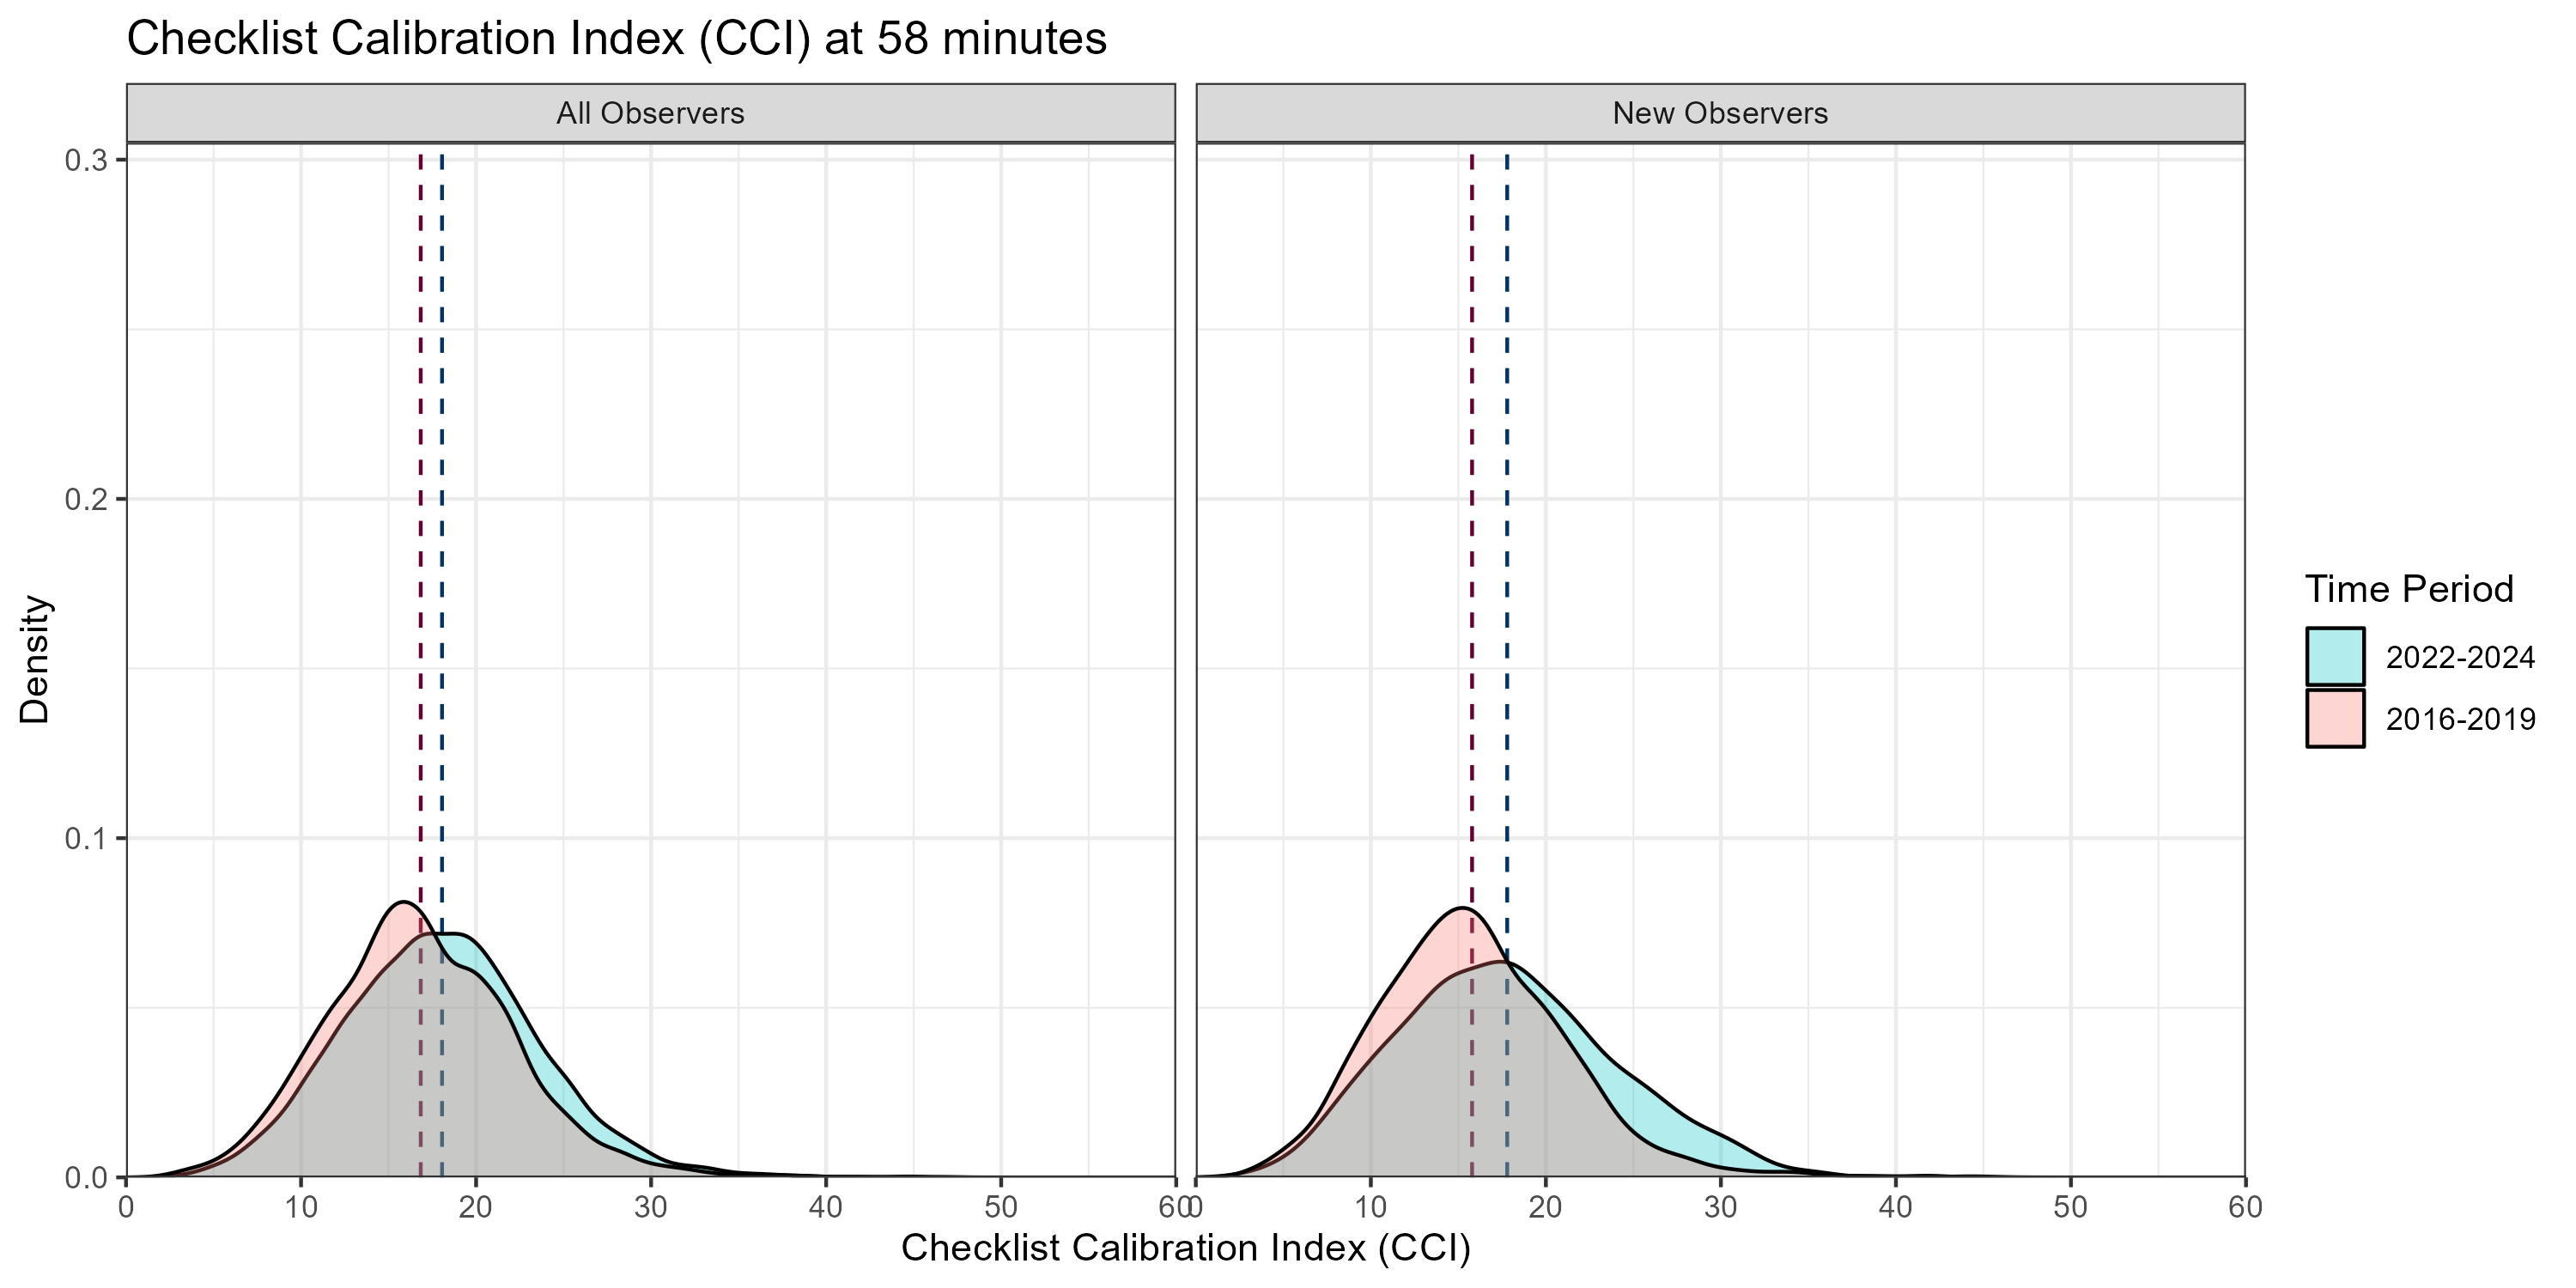 Checklist Calibration Index (CCI) at 58 minutes
All Observers
New Observers
0.3
0.2
0.1
0.0
Density
0 10 20 30 40 50 60
0 10 20 30 40 50 60
Checklist Calibration Index (CCI)
Time Period
2022-2024
2016-2019